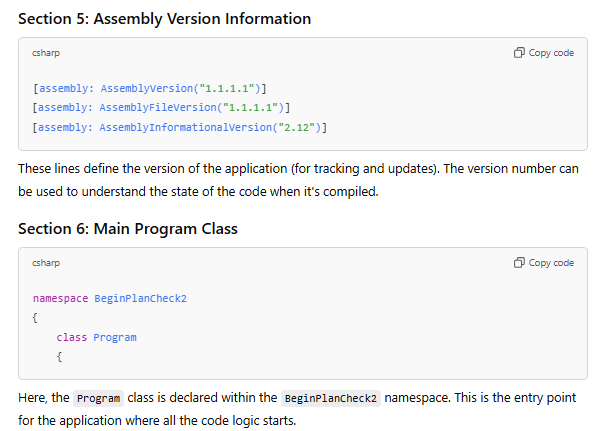 Section 5: Assembly Version Information
csharp
Copy code
[assembly: AssemblyVersion("1.1.1.1")]
[assembly: AssemblyFileVersion("1.1.1.1")]
[assembly: AssemblyInformationalVersion("2.12")]
These lines define the version of the application (for tracking and updates). The version number can
be used to understand the state of the code when it's compiled.
Section 6: Main Program Class
csharp
Copy code
namespace BeginPlanCheck2
{
    class Program
    {
Here, the Program class is declared within the BeginPlanCheck2 namespace. This is the entry point
for the application where all the code logic starts.